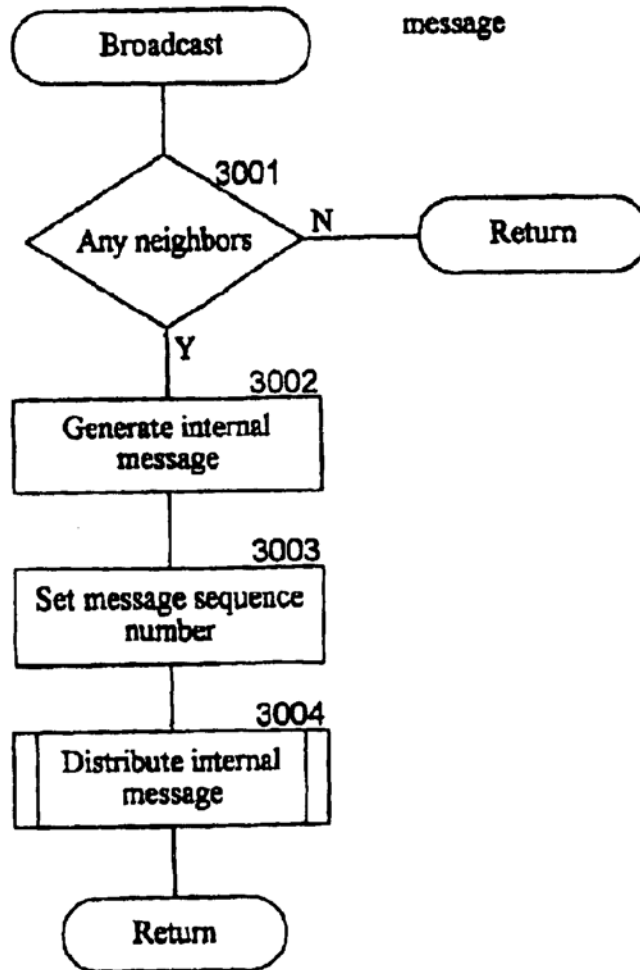 Broadcast
message
3001
Any neighbors
N
Return
Y
3002
Generate internal
message
3003
Set message sequence
number
3004
Distribute internal
message
Return